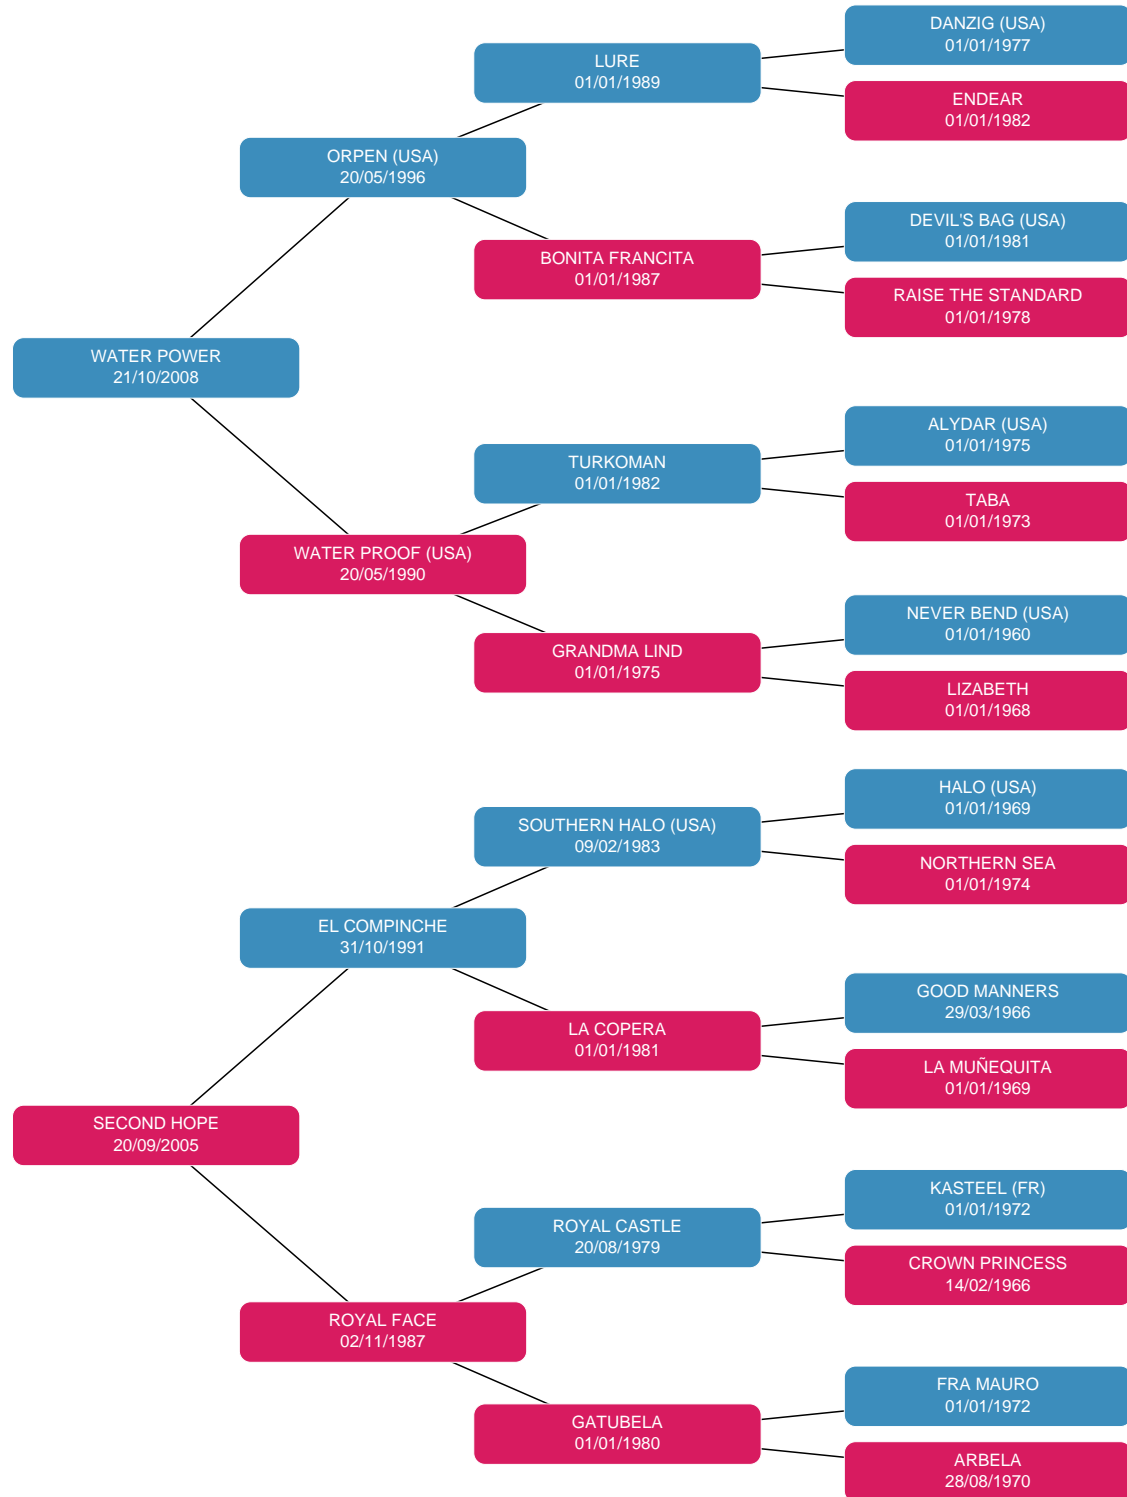 DANZIG (USA)
01/01/1977
LURE
01/01/1989
ENDEAR
01/01/1982
ORPEN (USA)
20/05/1996
DEVIL'S BAG (USA)
01/01/1981
BONITA FRANCITA
01/01/1987
RAISE THE STANDARD
01/01/1978
WATER POWER
21/10/2008
ALYDAR (USA)
01/01/1975
TURKOMAN
01/01/1982
TABA
01/01/1973
WATER PROOF (USA)
20/05/1990
NEVER BEND (USA)
01/01/1960
GRANDMA LIND
01/01/1975
LIZABETH
01/01/1968
HALO (USA)
01/01/1969
SOUTHERN HALO (USA)
09/02/1983
NORTHERN SEA
01/01/1974
EL COMPINCHE
31/10/1991
GOOD MANNERS
29/03/1966
LA COPERA
01/01/1981
LA MUÑEQUITA
01/01/1969
SECOND HOPE
20/09/2005
KASTEEL (FR)
01/01/1972
ROYAL CASTLE
20/08/1979
CROWN PRINCESS
14/02/1966
ROYAL FACE
02/11/1987
FRA MAURO
01/01/1972
GATUBELA
01/01/1980
ARBELA
28/08/1970